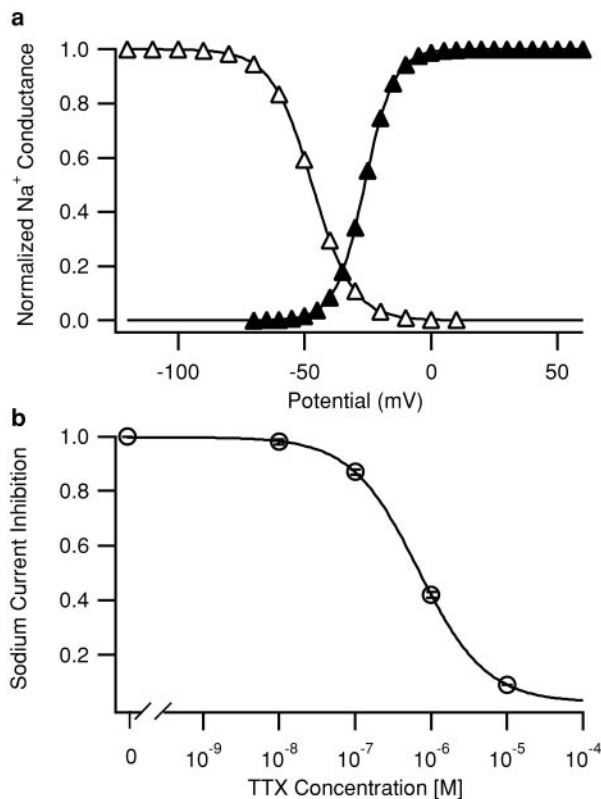 a
1.0
0.8
0.6
0.4
0.2
0.0
Normalized Na⁺ Conductance
-100 -50 0 50
Potential (mV)
b
1.0
0.8
0.6
0.4
0.2
Sodium Current Inhibition
0 10⁻⁹ 10⁻⁸ 10⁻⁷ 10⁻⁶ 10⁻⁵ 10⁻⁴
TTX Concentration [M]